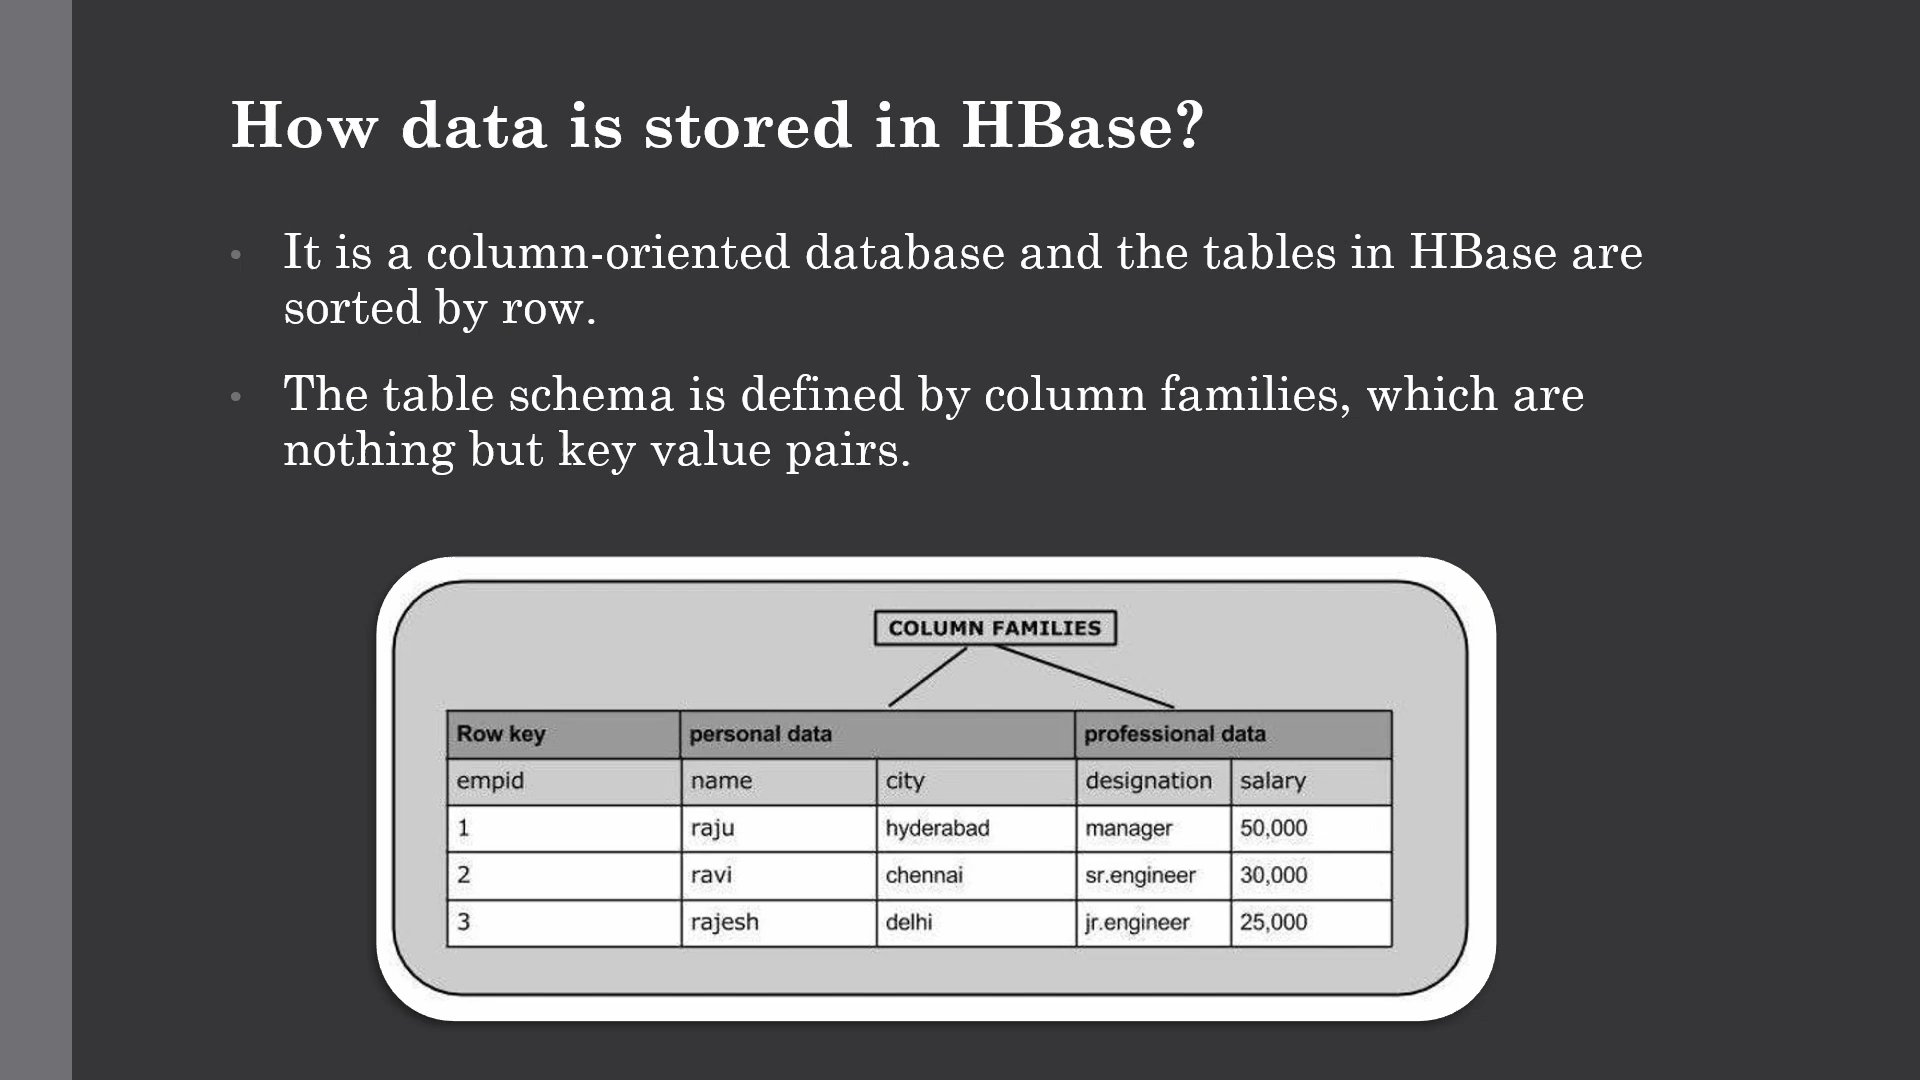 How data is stored in HBase?
• It is a column-oriented database and the tables in HBase are
sorted by row.
• The table schema is defined by column families, which are
nothing but key value pairs.
COLUMN FAMILIES
Row key personal data professional data
empid name city designation salary
1 raju hyderabad manager 50,000
2 ravi chennai sr.engineer 30,000
3 rajesh delhi jr.engineer 25,000